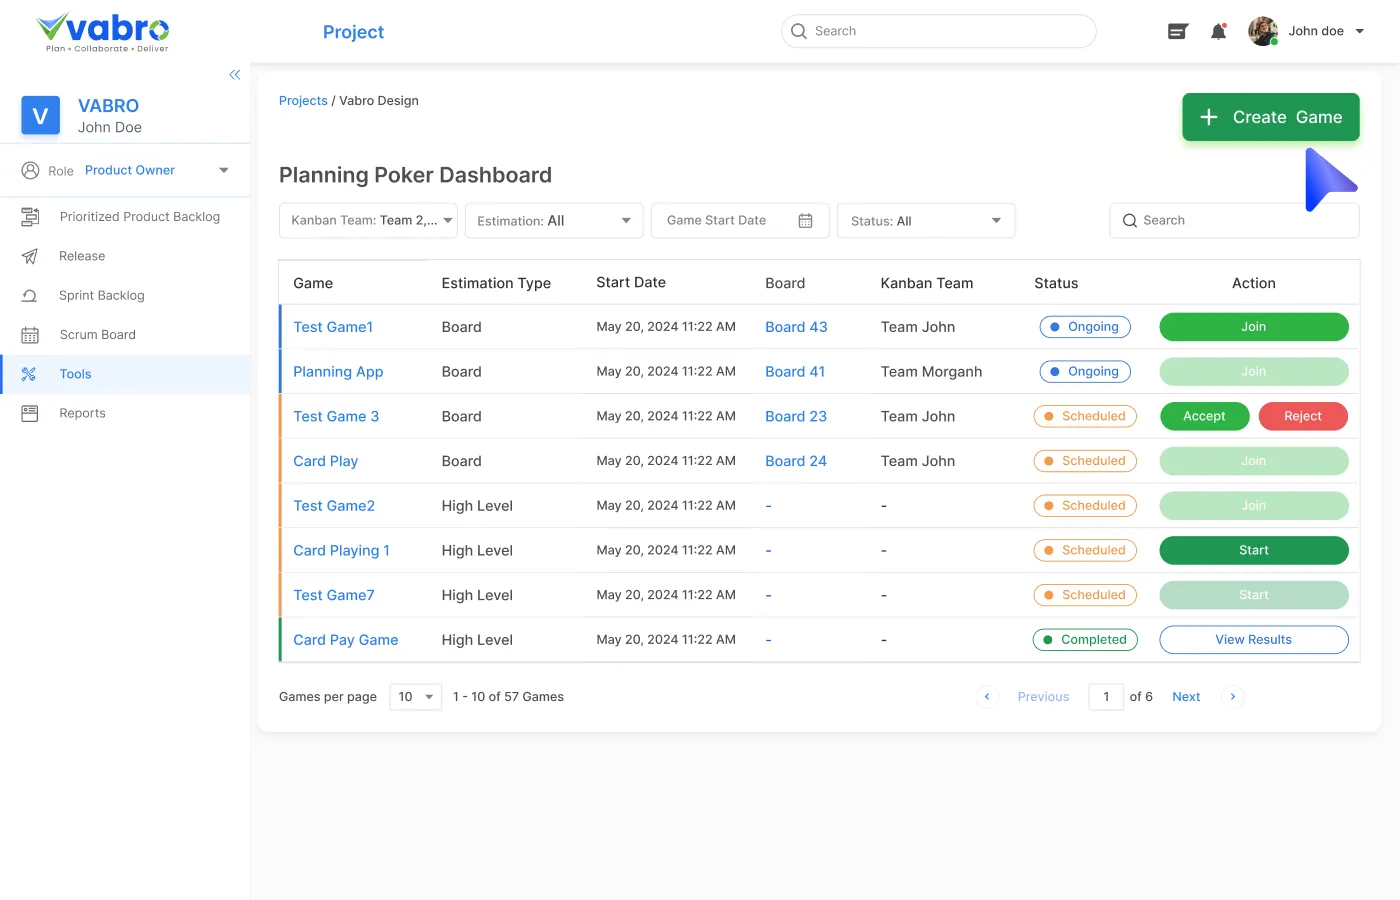 vabro
Plan • Collaborate • Deliver
Project
Search
John doe
V
VABRO
John Doe
Role Product Owner
Prioritized Product Backlog
Release
Sprint Backlog
Scrum Board
Tools
Reports
Projects / Vabro Design
+ Create Game
Planning Poker Dashboard
Kanban Team: Team 2,... Estimation: All Game Start Date Status: All Search
Game Estimation Type Start Date Board Kanban Team Status Action
Test Game1 Board May 20, 2024 11:22 AM Board 43 Team John Ongoing Join
Planning App Board May 20, 2024 11:22 AM Board 41 Team Morganh Ongoing Join
Test Game 3 Board May 20, 2024 11:22 AM Board 23 Team John Scheduled Accept Reject
Card Play Board May 20, 2024 11:22 AM Board 24 Team John Scheduled Join
Test Game2 High Level May 20, 2024 11:22 AM - - Scheduled Join
Card Playing 1 High Level May 20, 2024 11:22 AM - - Scheduled Start
Test Game7 High Level May 20, 2024 11:22 AM - - Scheduled Start
Card Pay Game High Level May 20, 2024 11:22 AM - - Completed View Results
Games per page 10 1 - 10 of 57 Games < Previous 1 of 6 Next >